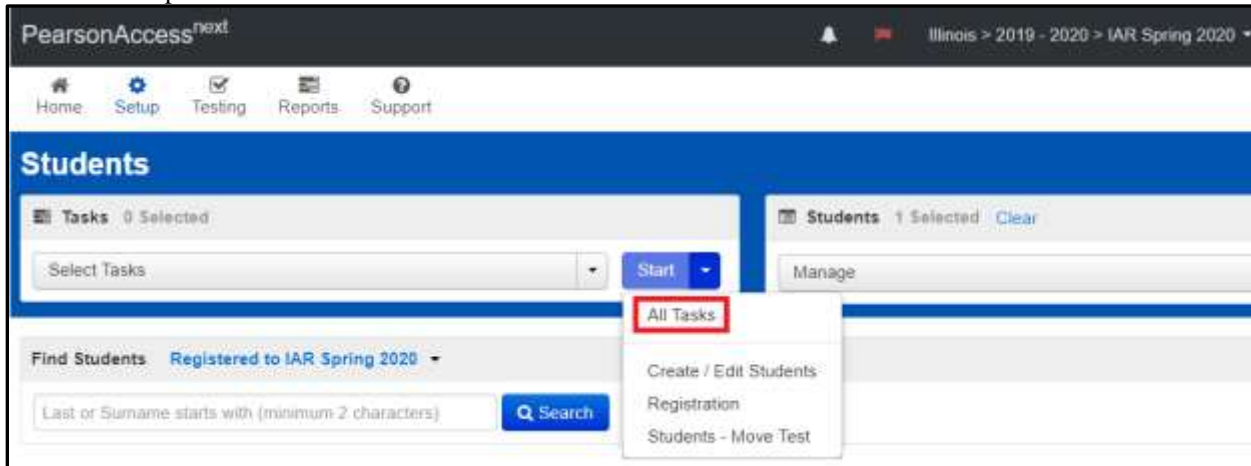 PearsonAccessnext
Illinois > 2019 - 2020 > IAR Spring 2020
Home Setup Testing Reports Support
Students
Tasks 0 Selected
Students 1 Selected Clear
Select Tasks
Start
Manage
All Tasks
Create / Edit Students
Registration
Students - Move Test
Find Students Registered to IAR Spring 2020
Last or Surname starts with (minimum 2 characters)
Search